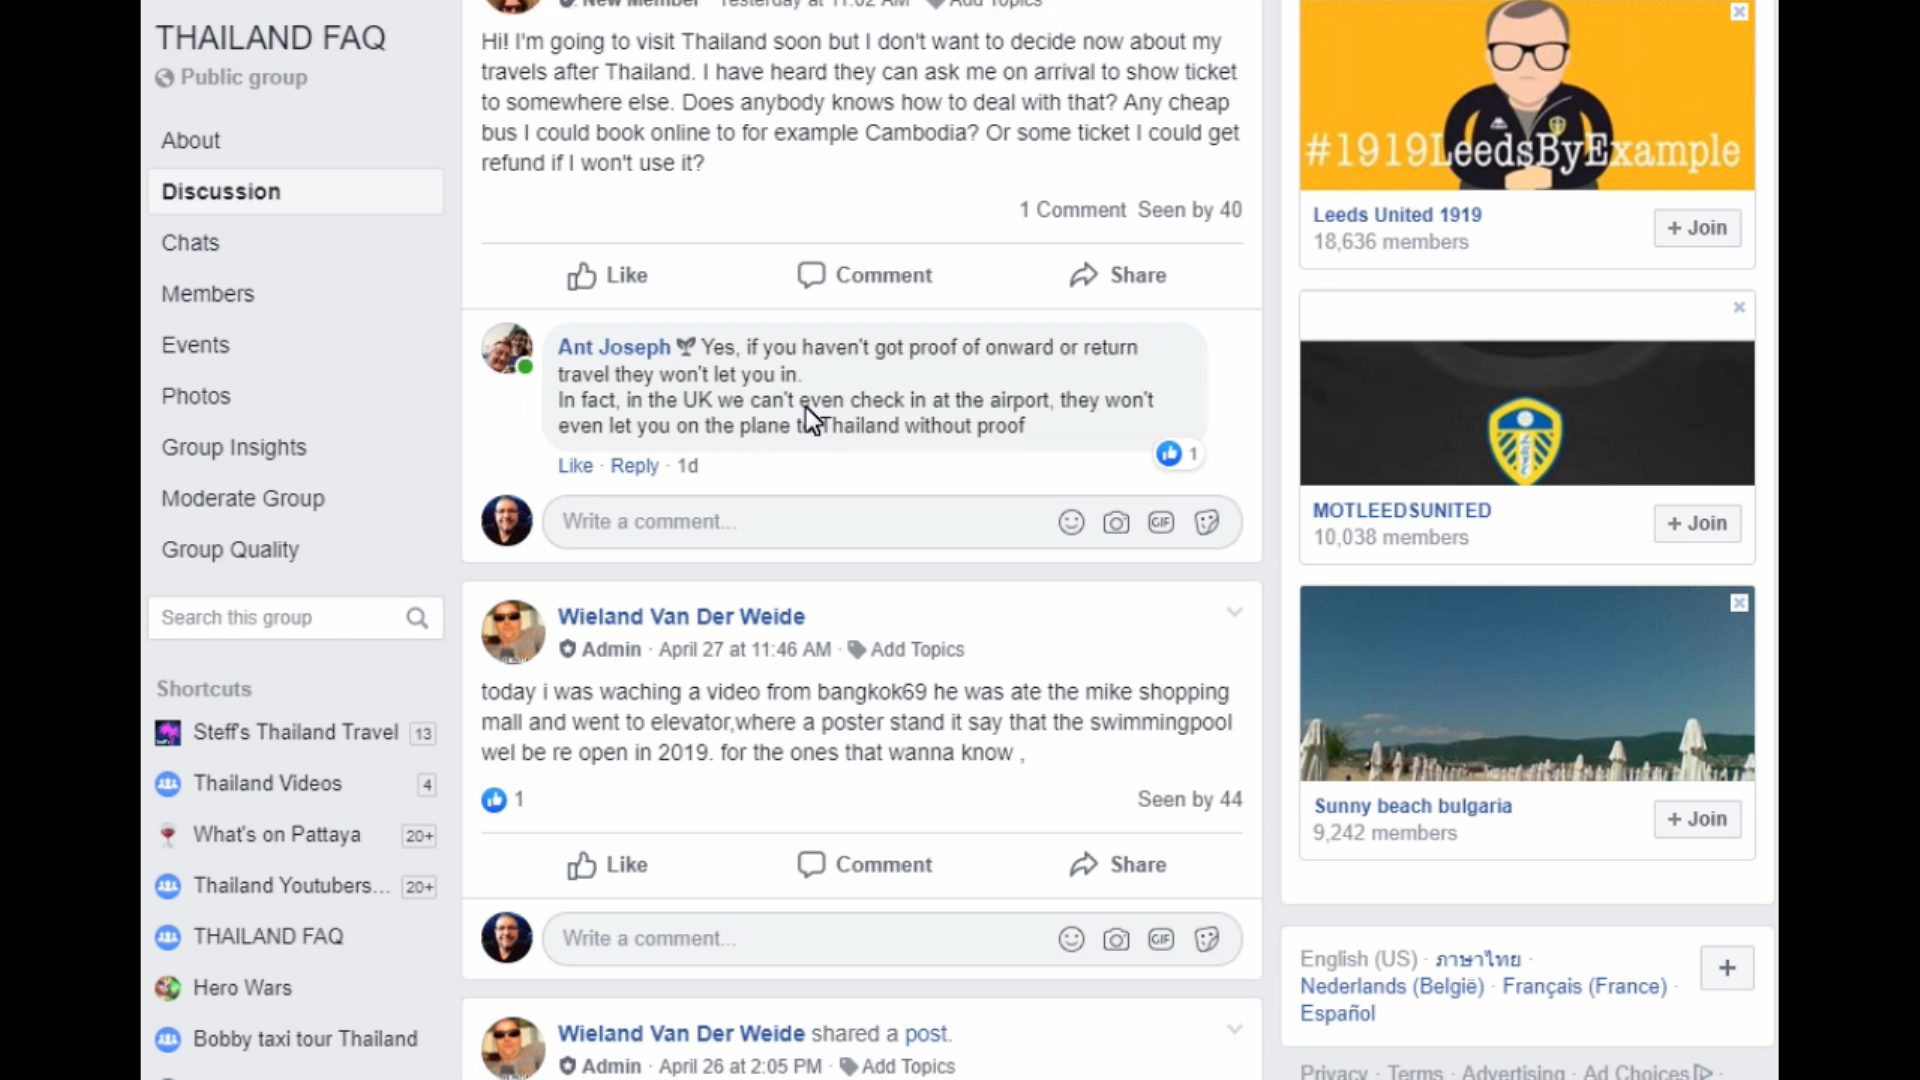 THAILAND FAQ
Public group
About
Discussion
Chats
Members
Events
Photos
Group Insights
Moderate Group
Group Quality
Search this group
Shortcuts
Steff's Thailand Travel 13
Thailand Videos 4
What's on Pattaya 20+
Thailand Youtubers... 20+
THAILAND FAQ
Hero Wars
Bobby taxi tour Thailand
New Member · Yesterday at 11:02 AM · Add Topics
Hi! I'm going to visit Thailand soon but I don't want to decide now about my
travels after Thailand. I have heard they can ask me on arrival to show ticket
to somewhere else. Does anybody knows how to deal with that? Any cheap
bus I could book online to for example Cambodia? Or some ticket I could get
refund if I won't use it?
1 Comment Seen by 40
Like Comment Share
Ant Joseph Yes, if you haven't got proof of onward or return
travel they won't let you in.
In fact, in the UK we can't even check in at the airport, they won't
even let you on the plane to Thailand without proof
1
Like · Reply · 1d
Write a comment... GIF
Wieland Van Der Weide
Admin · April 27 at 11:46 AM · Add Topics
today i was waching a video from bangkok69 he was ate the mike shopping
mall and went to elevator,where a poster stand it say that the swimmingpool
wel be re open in 2019. for the ones that wanna know ,
1 Seen by 44
Like Comment Share
Write a comment... GIF
Wieland Van Der Weide shared a post.
Admin · April 26 at 2:05 PM · Add Topics
#1919LeedsByExample
Leeds United 1919
18,636 members
+ Join
MOTLEEDSUNITED
10,038 members
+ Join
Sunny beach bulgaria
9,242 members
+ Join
English (US) · ภาษาไทย ·
Nederlands (België) · Français (France) ·
Español
+
Privacy · Terms · Advertising · Ad Choices ·